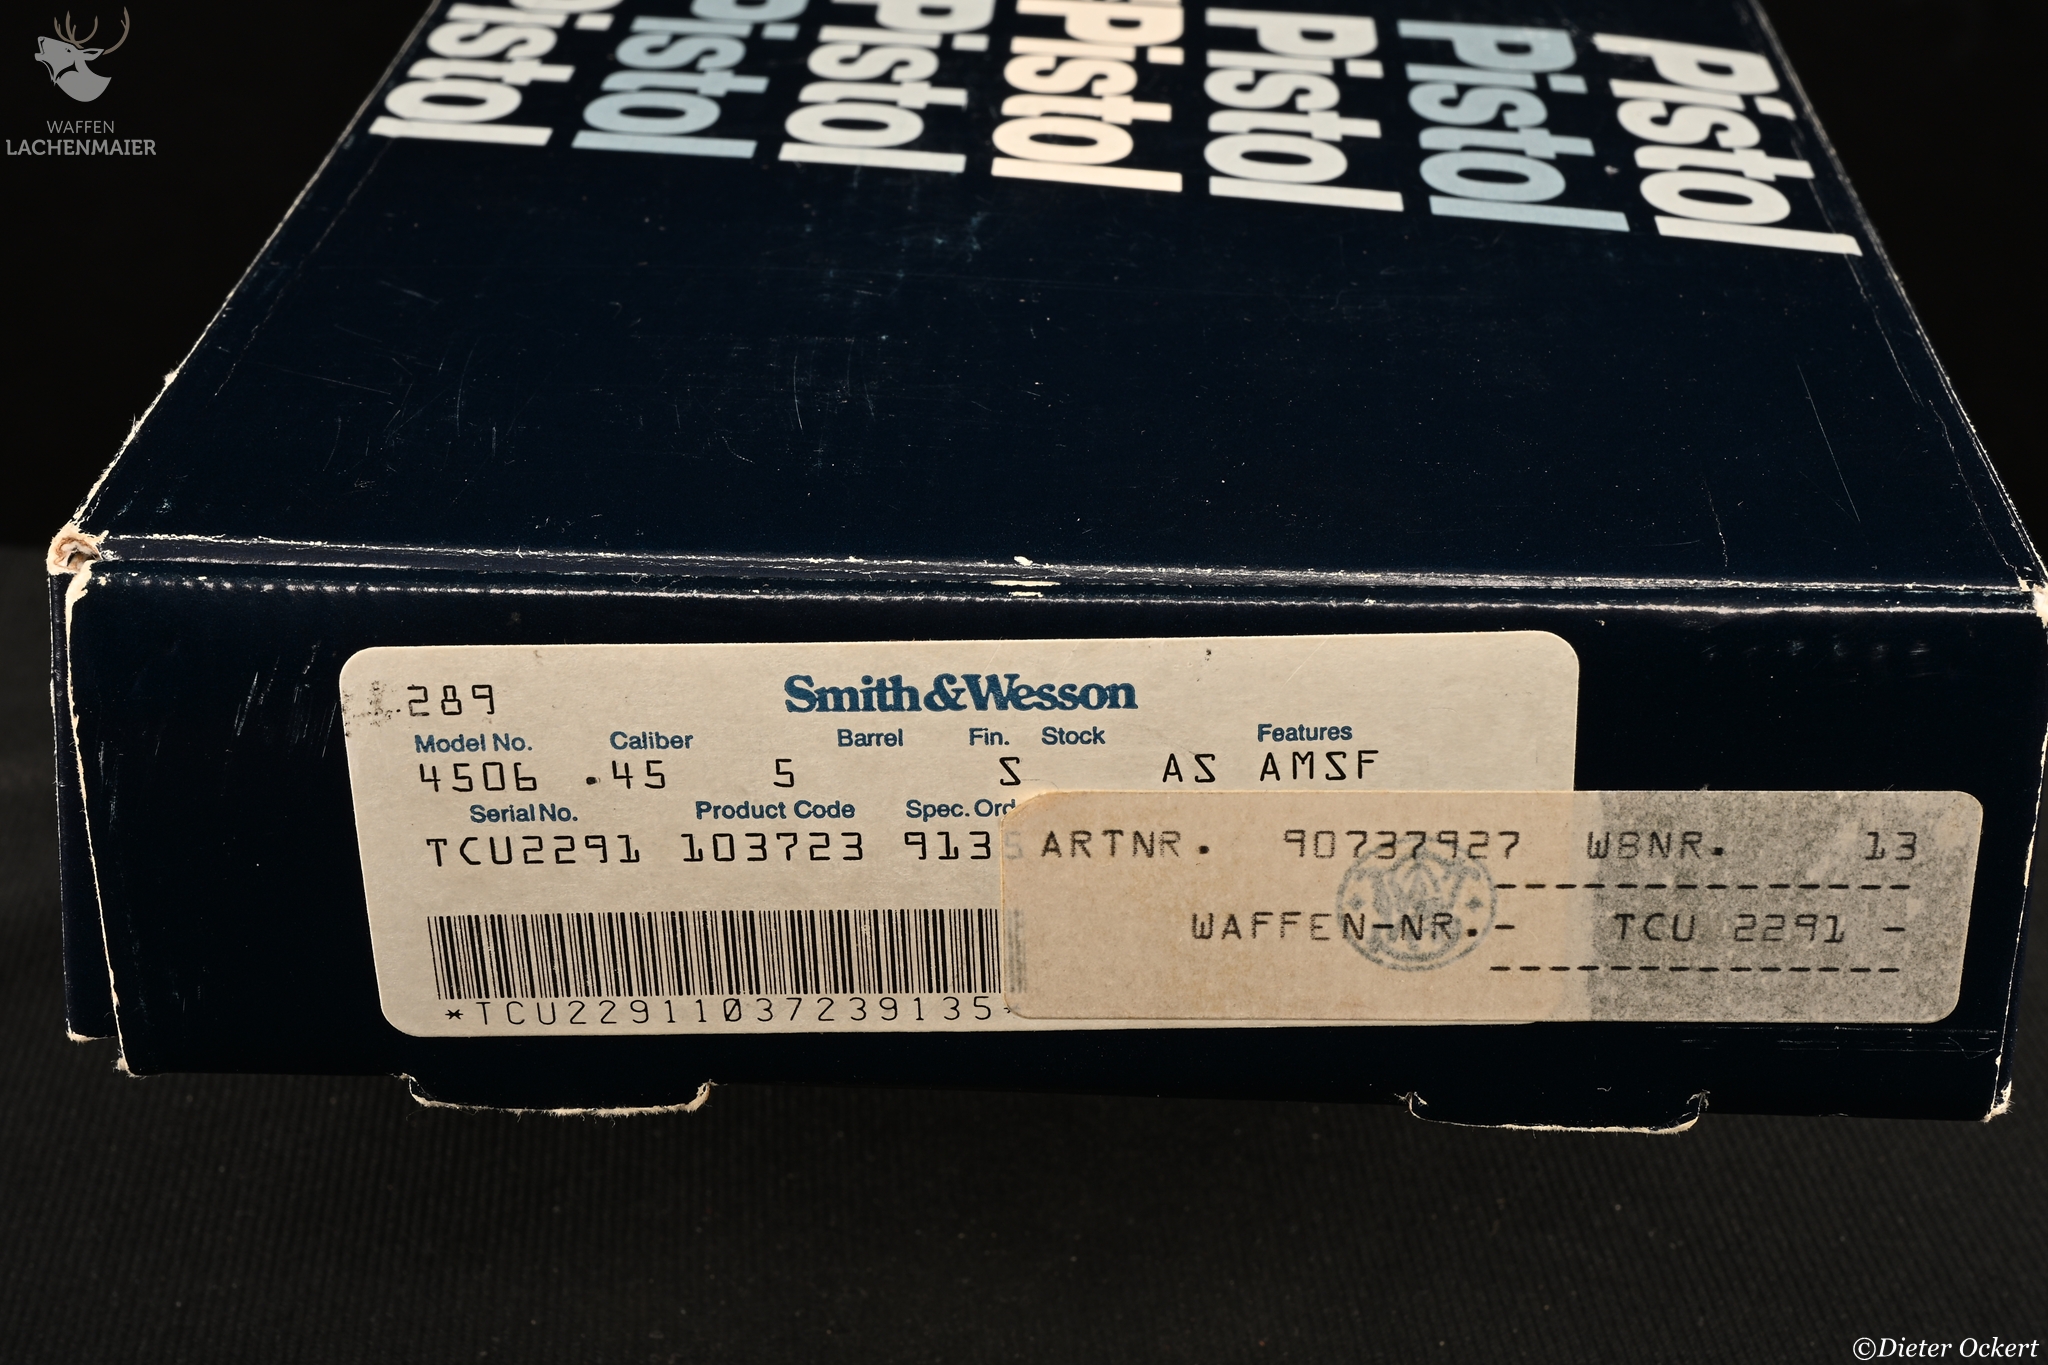 WAFFEN
LACHENMAIER
Pistol Pistol Pistol Pistol Pistol Pistol Pistol
289
Smith&Wesson
Model No. Caliber Barrel Fin. Stock Features
4506 .45 5 S AS AMSF
Serial No. Product Code Spec. Ord
TCU2291 103723 9135
*TCU22911037239135*
ARTNR. 90737927 WBNR. 13
WAFFEN-NR.- TCU 2291 -
©Dieter Ockert